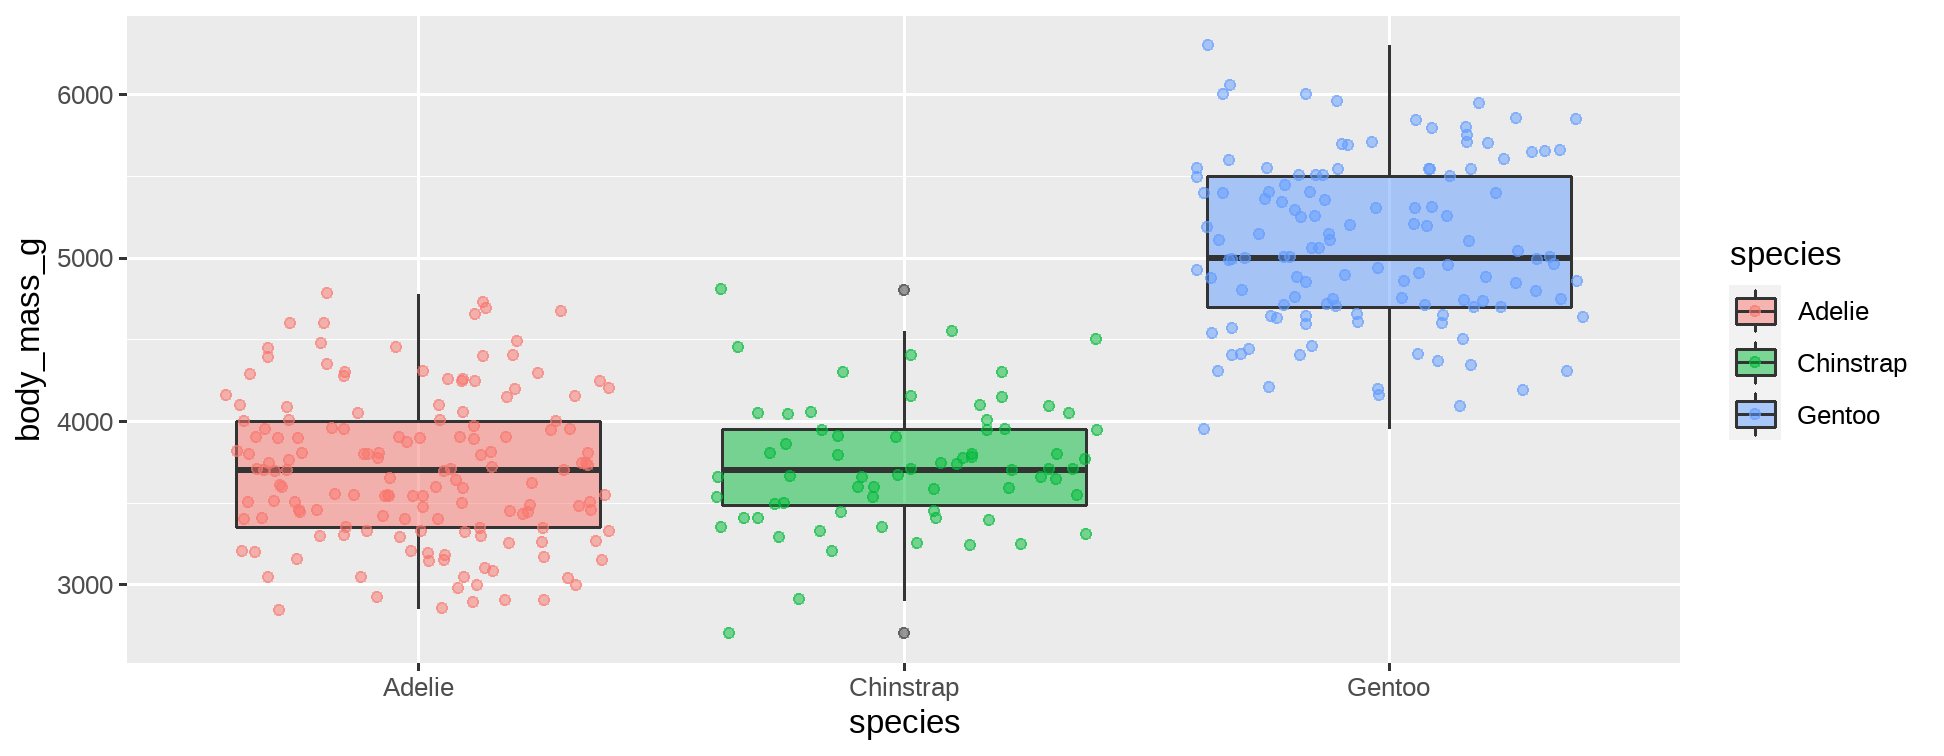 body_mass_g
6000
5000
4000
3000
Adelie
Chinstrap
Gentoo
species
species
Adelie
Chinstrap
Gentoo